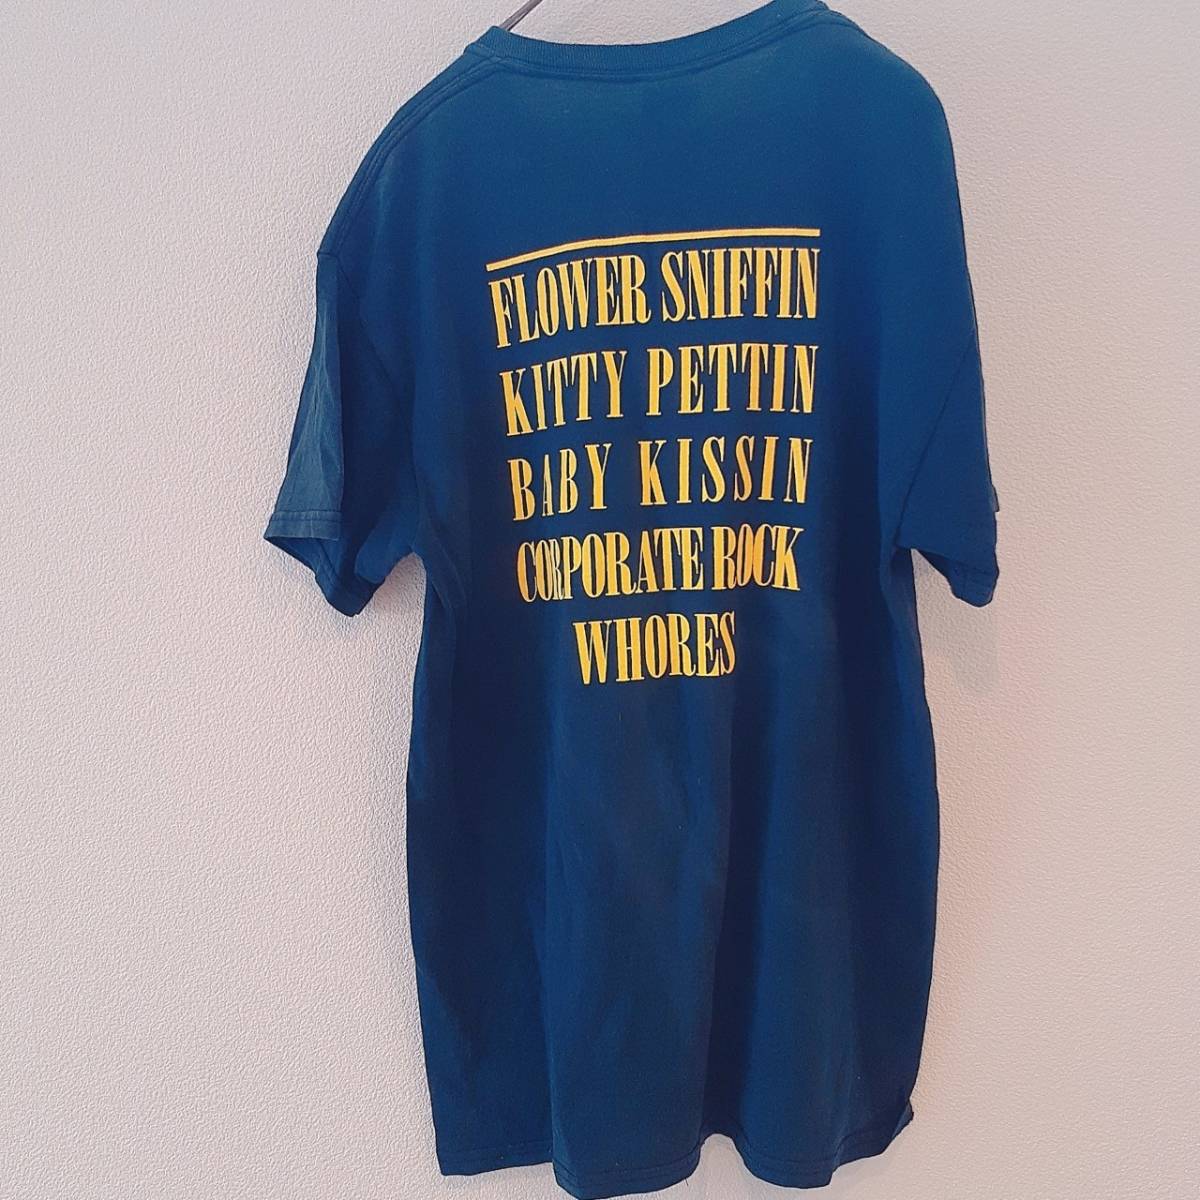 FLOWER SNIFFIN
KITTY PETTIN
BABY KISSIN
CORPORATE ROCK
WHORES